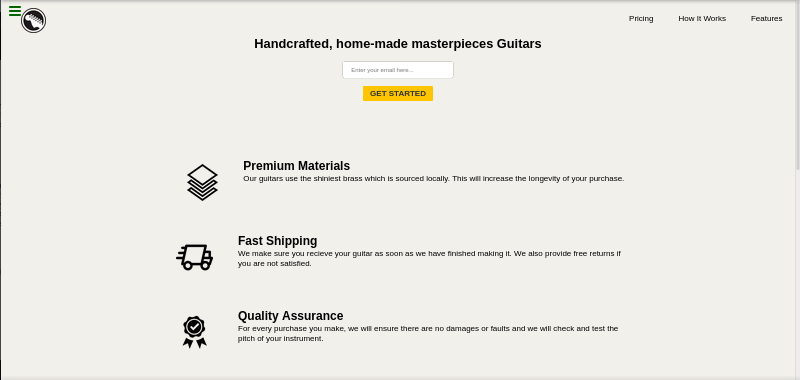 Pricing How It Works Features
Handcrafted, home-made masterpieces Guitars
Enter your email here...
GET STARTED
Premium Materials
Our guitars use the shiniest brass which is sourced locally. This will increase the longevity of your purchase.
Fast Shipping
We make sure you recieve your guitar as soon as we have finished making it. We also provide free returns if
you are not satisfied.
Quality Assurance
For every purchase you make, we will ensure there are no damages or faults and we will check and test the
pitch of your instrument.